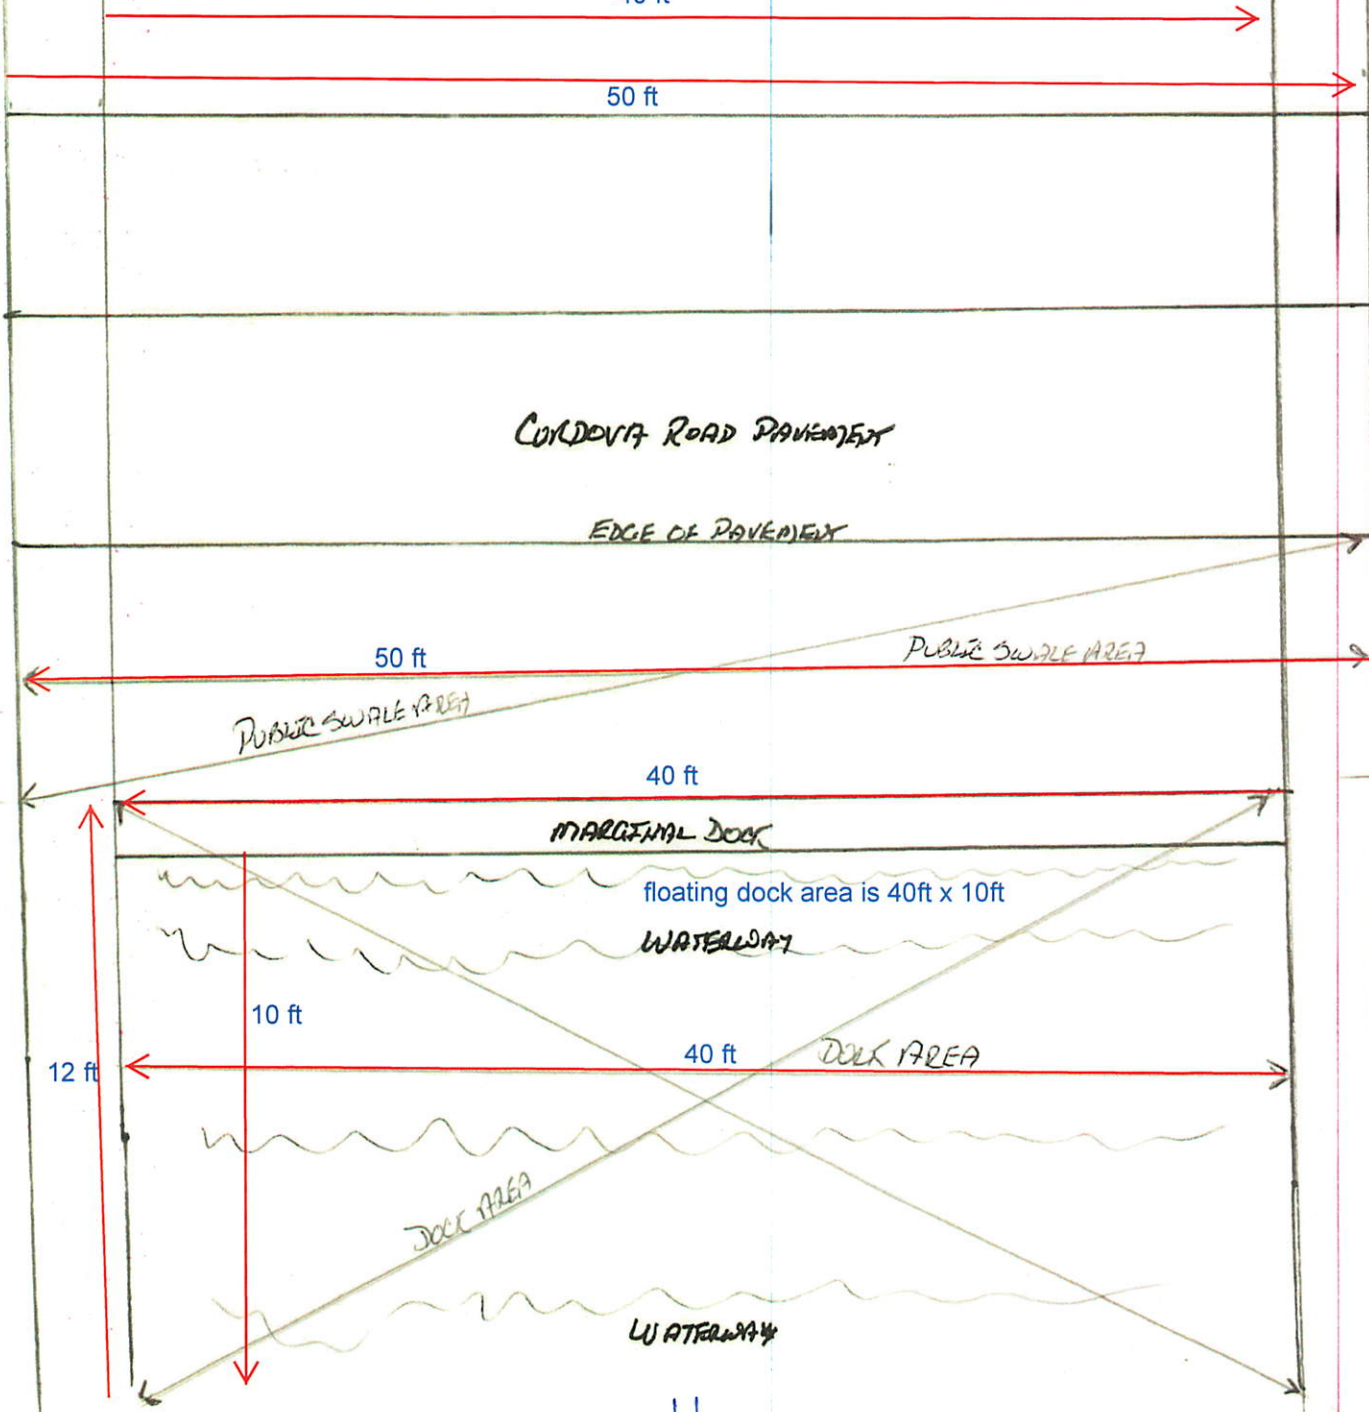 50 ft
CORDOVA ROAD PAVEMENT
EDGE OF PAVEMENT
PUBLIC SWALE AREA
50 ft
PUBLIC SWALE AREA
40 ft
MARGINAL DOCK
floating dock area is 40ft x 10ft
WATERWAY
10 ft
40 ft
DOCK AREA
12 ft
DOCK AREA
WATERWAY